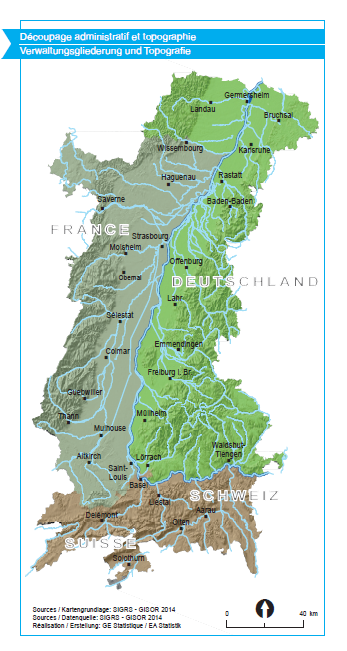 Découpage administratif et topographie
Verwaltungsgliederung und Topografie
Germersheim
Landau
Bruchsal
Wissembourg
Karlsruhe
Haguenau
Rastatt
Saverne
Baden-Baden
FRANCE
Strasbourg
Molsheim
Offenburg
Obernai
DEUTSCHLAND
Lahr
Sélestat
Emmendingen
Colmar
Freiburg i. Br.
Guebwiller
Thann
Müllheim
Mulhouse
Waldshut-
Tiengen
Altkirch
Lörrach
Saint-
Louis
Basel
SCHWEIZ
Liestal
Aarau
Delémont
Olten
SUISSE
Solothurn
Sources / Kartengrundlage: SIGRS - GISOR 2014
Sources / Datenquelle: SIGRS - GISOR 2014
Réalisation / Erstellung: GE Statistique / EA Statistik
0 40 km